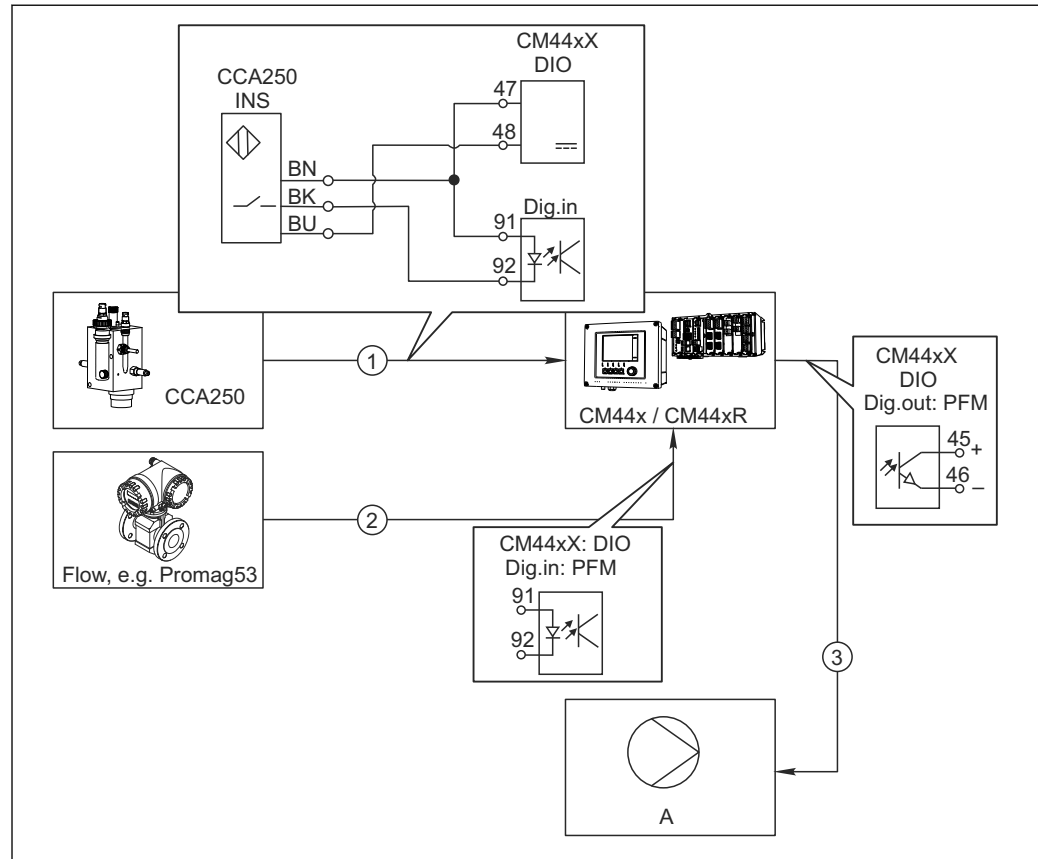 CM44xX
DIO
CCA250
INS
47
48
BN
BK
BU
Dig.in
91
92
1
CCA250
CM44x / CM44xR
CM44xX
DIO
Dig.out: PFM
45
+
46
–
2
Flow, e.g. Promag53
CM44xX: DIO
Dig.in: PFM
91
92
3
A